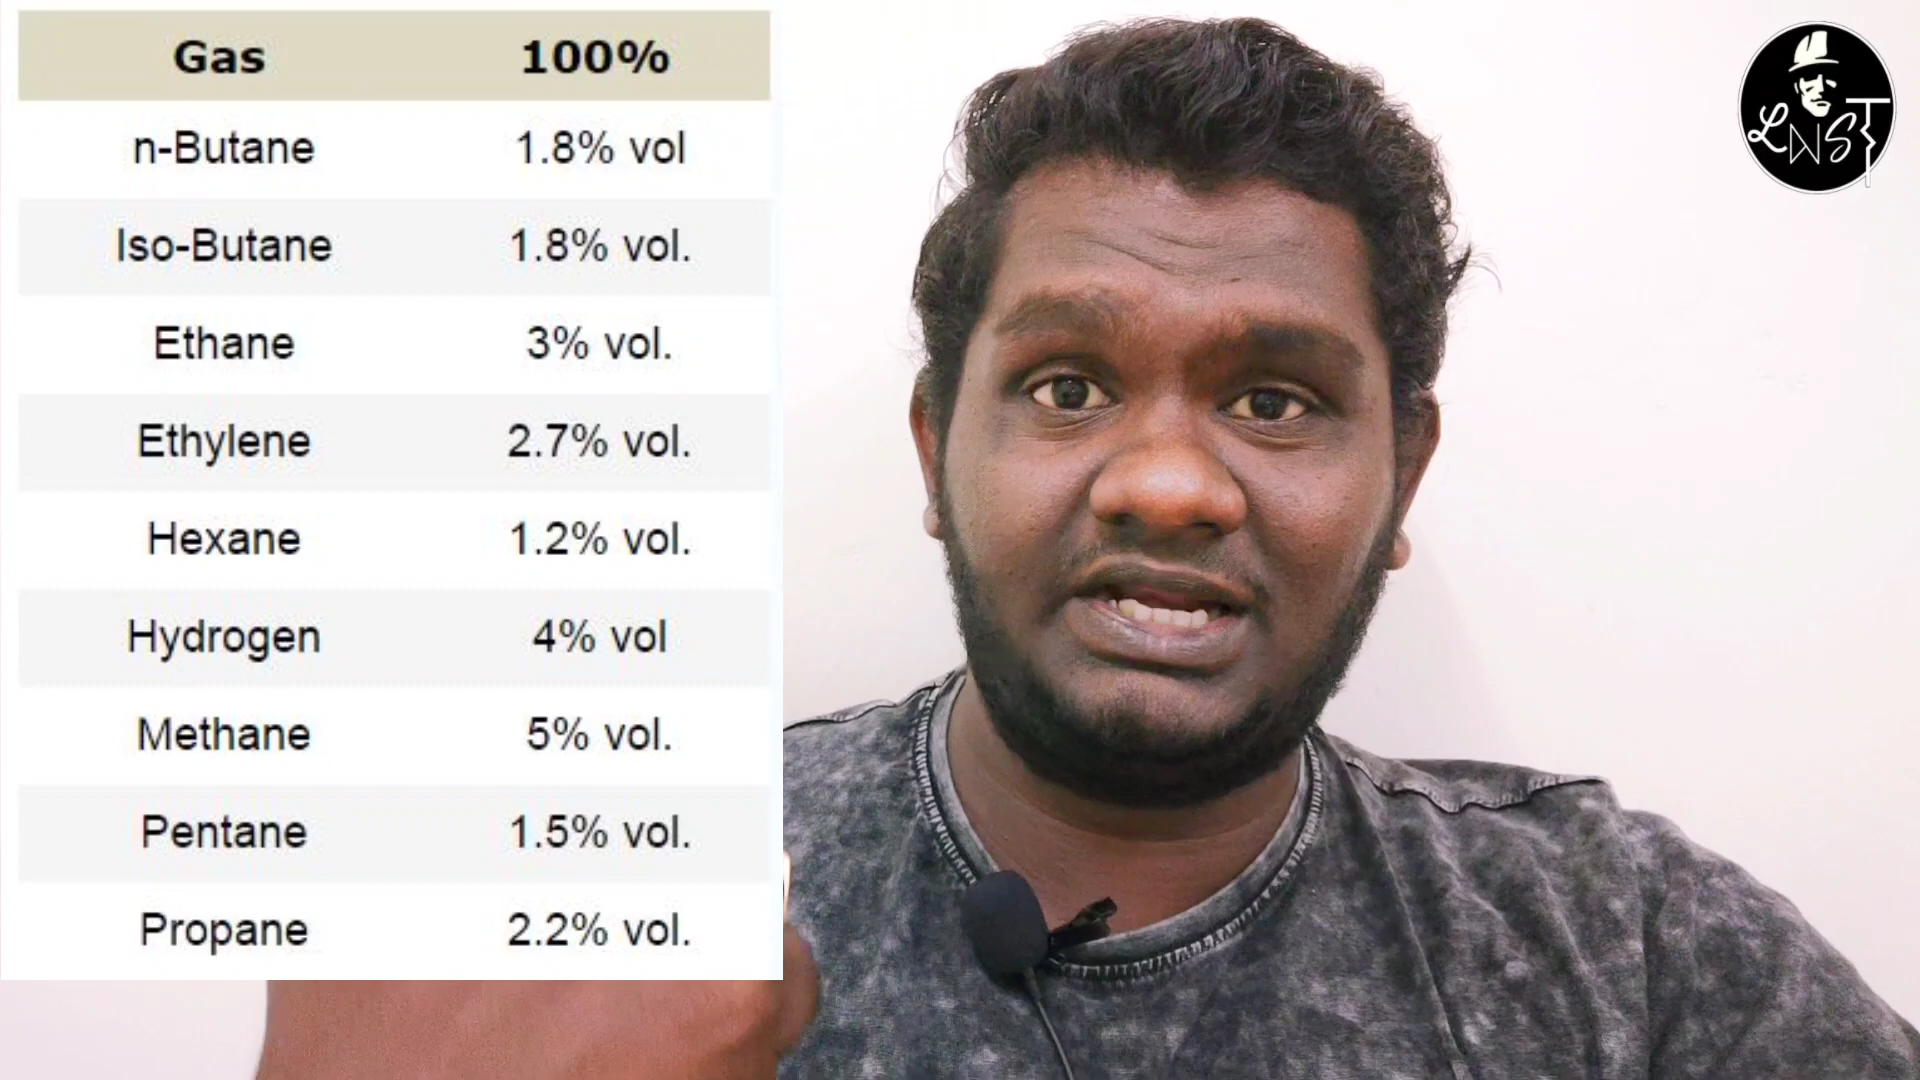 Gas 100%
n-Butane 1.8% vol
Iso-Butane 1.8% vol.
Ethane 3% vol.
Ethylene 2.7% vol.
Hexane 1.2% vol.
Hydrogen 4% vol
Methane 5% vol.
Pentane 1.5% vol.
Propane 2.2% vol.
LNST